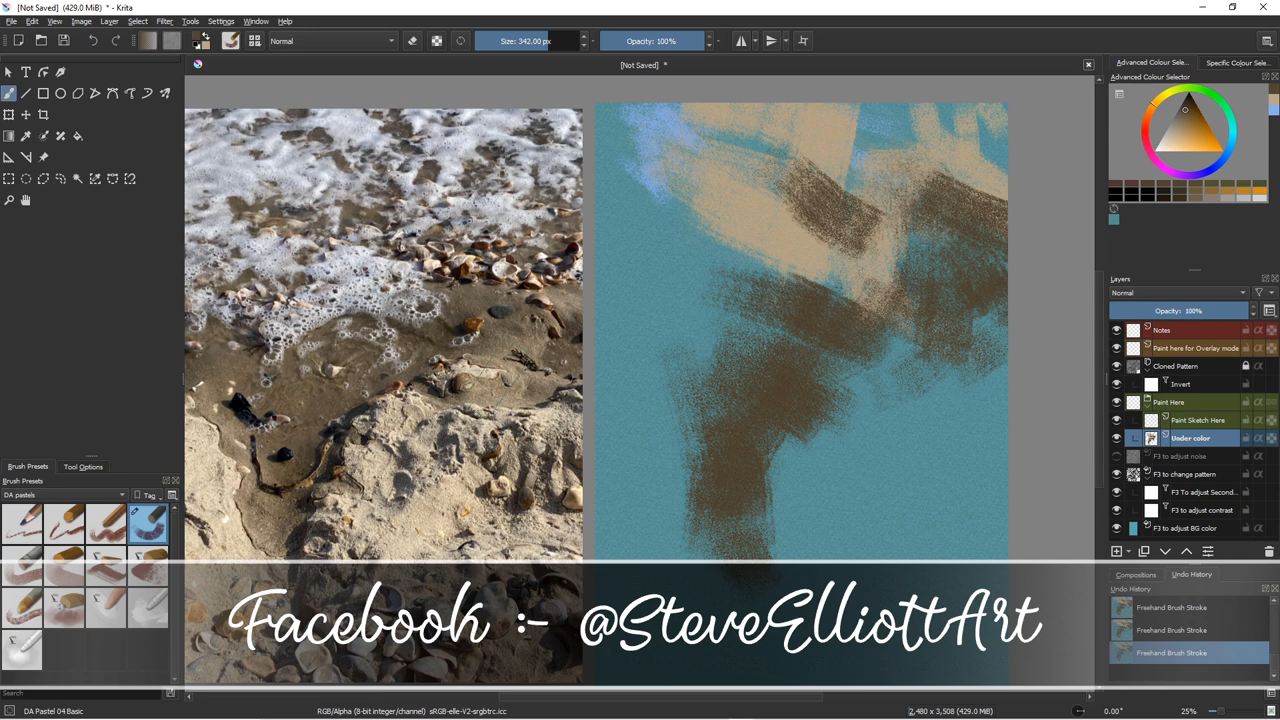 [Not Saved] (429.0 MiB) * - Krita
File Edit View Image Layer Select Filter Tools Settings Window Help
Normal
Size: 342.00 px
Opacity: 100%
[Not Saved] *
Advanced Colour Sele...
Specific Colour Sele...
Advanced Colour Selector
Layers
Normal
Opacity: 100%
Notes
Paint here for Overlay mode
Cloned Pattern
Invert
Paint Here
Paint Sketch Here
Under color
F3 to adjust noise
F3 to change pattern
F3 To adjust Second...
F3 to adjust contrast
F3 to adjust BG color
Brush Presets
Tool Options
Brush Presets
DA pastels
Tag
Compositions
Undo History
Undo History
Freehand Brush Stroke
Freehand Brush Stroke
Freehand Brush Stroke
Facebook :- @SteveElliottArt
Search
DA Pastel 04 Basic
RGB/Alpha (8-bit integer/channel) sRGB-elle-V2-srgbtrc.icc
2,480 x 3,508 (429.0 MiB)
0.00°
25%